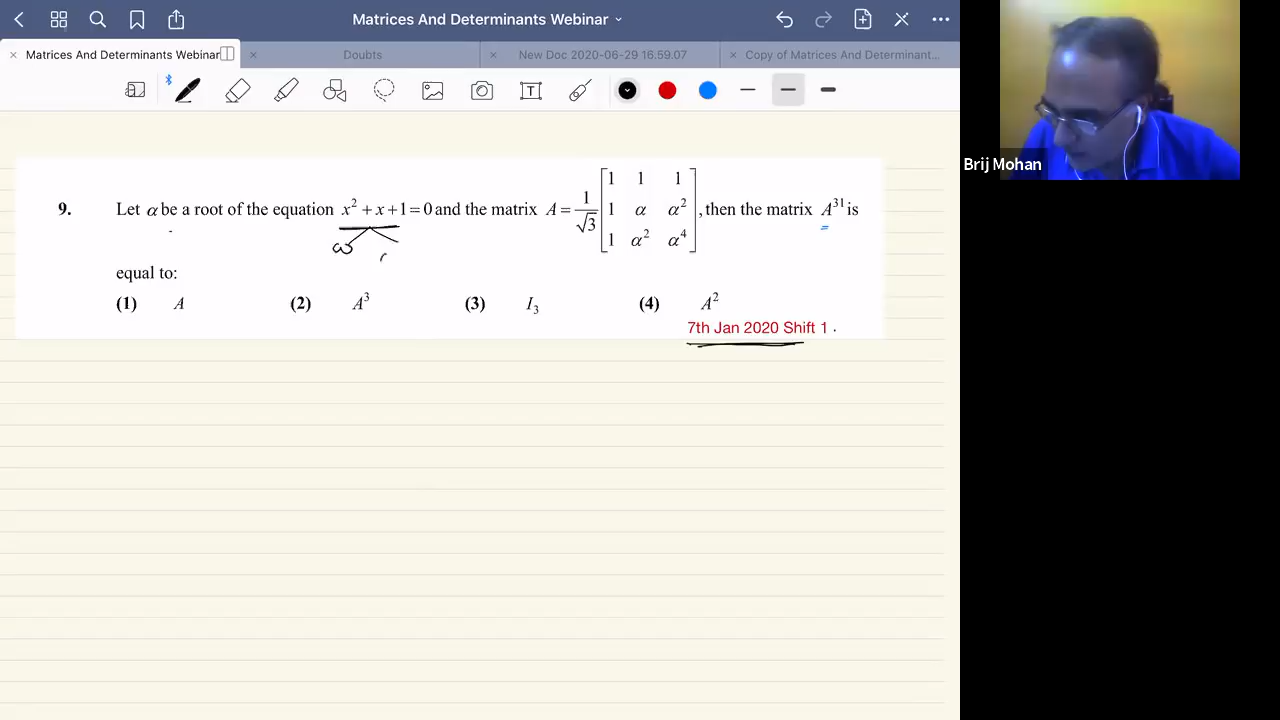 Matrices And Determinants Webinar
Matrices And Determinants Webinar
Doubts
New Doc 2020-06-29 16:59.07
Copy of Matrices And Determinant...
T
Brij Mohan
9. Let α be a root of the equation x² + x + 1 = 0 and the matrix A = 1/√3 [1 1 1; 1 α α²; 1 α² α⁴], then the matrix A³¹ is
ω
equal to:
(1) A (2) A³ (3) I₃ (4) A²
7th Jan 2020 Shift 1